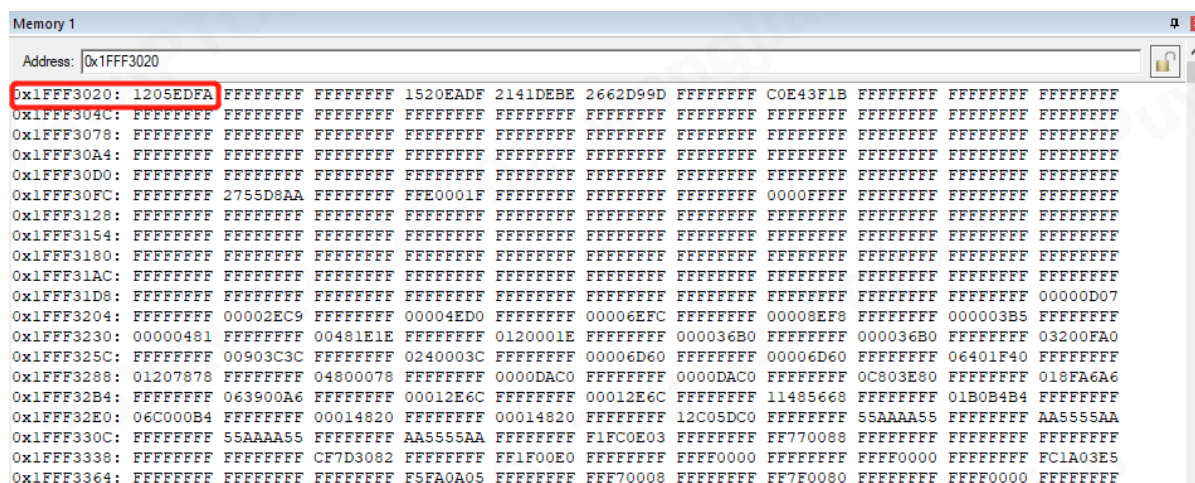 Memory 1
Address: 0x1FFF3020
0x1FFF3020: 1205EDFA FFFFFFFF FFFFFFFF 1520EADF 2141DEBE 2662D99D FFFFFFFF C0E43F1B FFFFFFFF FFFFFFFF FFFFFFFF
0x1FFF304C: FFFFFFFF FFFFFFFF FFFFFFFF FFFFFFFF FFFFFFFF FFFFFFFF FFFFFFFF FFFFFFFF FFFFFFFF FFFFFFFF FFFFFFFF
0x1FFF3078: FFFFFFFF FFFFFFFF FFFFFFFF FFFFFFFF FFFFFFFF FFFFFFFF FFFFFFFF FFFFFFFF FFFFFFFF FFFFFFFF FFFFFFFF
0x1FFF30A4: FFFFFFFF FFFFFFFF FFFFFFFF FFFFFFFF FFFFFFFF FFFFFFFF FFFFFFFF FFFFFFFF FFFFFFFF FFFFFFFF FFFFFFFF
0x1FFF30D0: FFFFFFFF FFFFFFFF FFFFFFFF FFFFFFFF FFFFFFFF FFFFFFFF FFFFFFFF FFFFFFFF FFFFFFFF FFFFFFFF FFFFFFFF
0x1FFF30FC: FFFFFFFF 2755D8AA FFFFFFFF FFE0001F FFFFFFFF FFFFFFFF FFFFFFFF 0000FFFF FFFFFFFF FFFFFFFF FFFFFFFF
0x1FFF3128: FFFFFFFF FFFFFFFF FFFFFFFF FFFFFFFF FFFFFFFF FFFFFFFF FFFFFFFF FFFFFFFF FFFFFFFF FFFFFFFF FFFFFFFF
0x1FFF3154: FFFFFFFF FFFFFFFF FFFFFFFF FFFFFFFF FFFFFFFF FFFFFFFF FFFFFFFF FFFFFFFF FFFFFFFF FFFFFFFF FFFFFFFF
0x1FFF3180: FFFFFFFF FFFFFFFF FFFFFFFF FFFFFFFF FFFFFFFF FFFFFFFF FFFFFFFF FFFFFFFF FFFFFFFF FFFFFFFF FFFFFFFF
0x1FFF31AC: FFFFFFFF FFFFFFFF FFFFFFFF FFFFFFFF FFFFFFFF FFFFFFFF FFFFFFFF FFFFFFFF FFFFFFFF FFFFFFFF FFFFFFFF
0x1FFF31D8: FFFFFFFF FFFFFFFF FFFFFFFF FFFFFFFF FFFFFFFF FFFFFFFF FFFFFFFF FFFFFFFF FFFFFFFF FFFFFFFF 00000D07
0x1FFF3204: FFFFFFFF 00002EC9 FFFFFFFF 00004ED0 FFFFFFFF 00006EFC FFFFFFFF 00008EF8 FFFFFFFF 000003B5 FFFFFFFF
0x1FFF3230: 00000481 FFFFFFFF 00481E1E FFFFFFFF 0120001E FFFFFFFF 000036B0 FFFFFFFF 000036B0 FFFFFFFF 03200FA0
0x1FFF325C: FFFFFFFF 00903C3C FFFFFFFF 0240003C FFFFFFFF 00006D60 FFFFFFFF 00006D60 FFFFFFFF 06401F40 FFFFFFFF
0x1FFF3288: 01207878 FFFFFFFF 04800078 FFFFFFFF 0000DAC0 FFFFFFFF 0000DAC0 FFFFFFFF 0C803E80 FFFFFFFF 018FA6A6
0x1FFF32B4: FFFFFFFF 063900A6 FFFFFFFF 00012E6C FFFFFFFF 00012E6C FFFFFFFF 11485668 FFFFFFFF 01B0B4B4 FFFFFFFF
0x1FFF32E0: 06C000B4 FFFFFFFF 00014820 FFFFFFFF 00014820 FFFFFFFF 12C05DC0 FFFFFFFF 55AAAA55 FFFFFFFF AA5555AA
0x1FFF330C: FFFFFFFF 55AAAA55 FFFFFFFF AA5555AA FFFFFFFF F1FC0E03 FFFFFFFF FF770088 FFFFFFFF FFFFFFFF FFFFFFFF
0x1FFF3338: FFFFFFFF FFFFFFFF CF7D3082 FFFFFFFF FF1F00E0 FFFFFFFF FFFF0000 FFFFFFFF FFFF0000 FFFFFFFF FC1A03E5
0x1FFF3364: FFFFFFFF FFFFFFFF FFFFFFFF F5FA0A05 FFFFFFFF FFF70008 FFFFFFFF FF7F0080 FFFFFFFF FFFF0000 FFFFFFFF